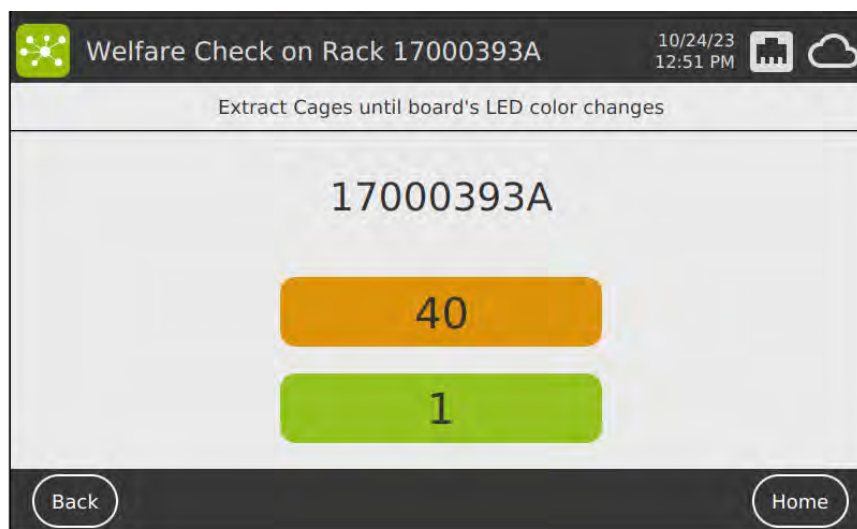 Welfare Check on Rack 17000393A
10/24/23
12:51 PM
Extract Cages until board's LED color changes
17000393A
40
1
Back
Home